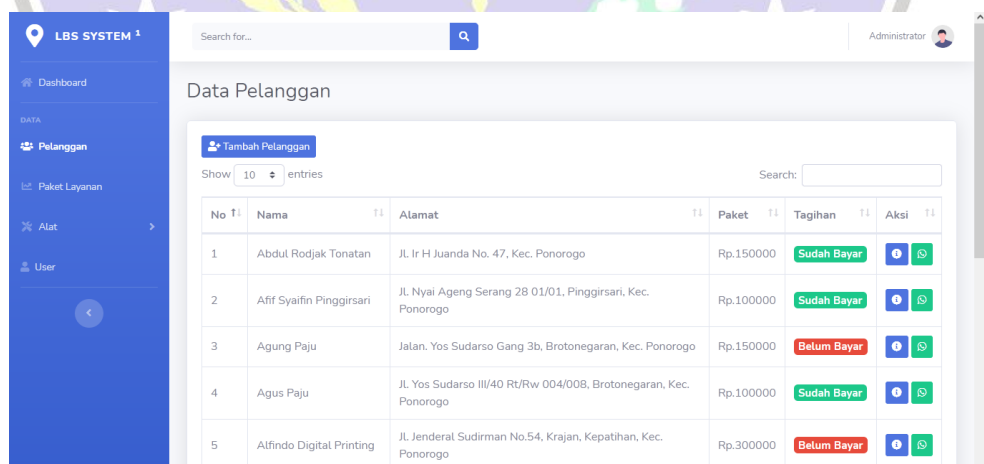 LBS SYSTEM 1
Search for...
Administrator
Dashboard
DATA
Pelanggan
Paket Layanan
Alat
User
Data Pelanggan
Tambah Pelanggan
Show 10 entries
Search:
No Nama Alamat Paket Tagihan Aksi
1 Abdul Rodjak Tonatan Jl. Ir H Juanda No. 47, Kec. Ponorogo Rp.150000 Sudah Bayar
2 Afif Syaifin Pinggirsari Jl. Nyai Ageng Serang 28 01/01, Pinggirsari, Kec.
Ponorogo Rp.100000 Sudah Bayar
3 Agung Paju Jalan. Yos Sudarso Gang 3b, Brotonegaran, Kec. Ponorogo Rp.150000 Belum Bayar
4 Agus Paju Jl. Yos Sudarso III/40 Rt/Rw 004/008, Brotonegaran, Kec.
Ponorogo Rp.100000 Sudah Bayar
5 Alfindo Digital Printing Jl. Jenderal Sudirman No.54, Krajan, Kepatihan, Kec.
Ponorogo Rp.300000 Belum Bayar